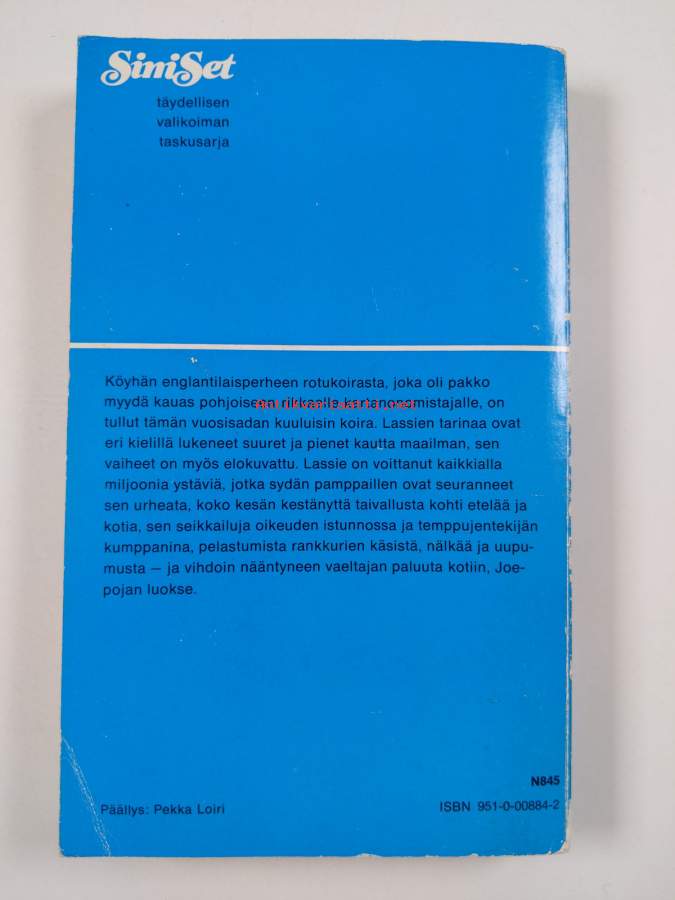 SiniSet
täydellisen
valikoiman
taskusarja
Köyhän englantilaisperheen rotukoirasta, joka oli pakko
myydä kauas pohjoiseen rikkaalle kartanonomistajalle, on
tullut tämän vuosisadan kuuluisin koira. Lassien tarinaa ovat
eri kielillä lukeneet suuret ja pienet kautta maailman, sen
vaiheet on myös elokuvattu. Lassie on voittanut kaikkialla
miljoonia ystäviä, jotka sydän pamppaillen ovat seuranneet
sen urheata, koko kesän kestänyttä taivallusta kohti etelää ja
kotia, sen seikkailuja oikeuden istunnossa ja temppujentekijän
kumppanina, pelastumista rankkurien käsistä, nälkää ja uupu-
musta — ja vihdoin nääntyneen vaeltajan paluuta kotiin, Joe-
pojan luokse.
N845
Päällys: Pekka Loiri
ISBN 951-0-00884-2